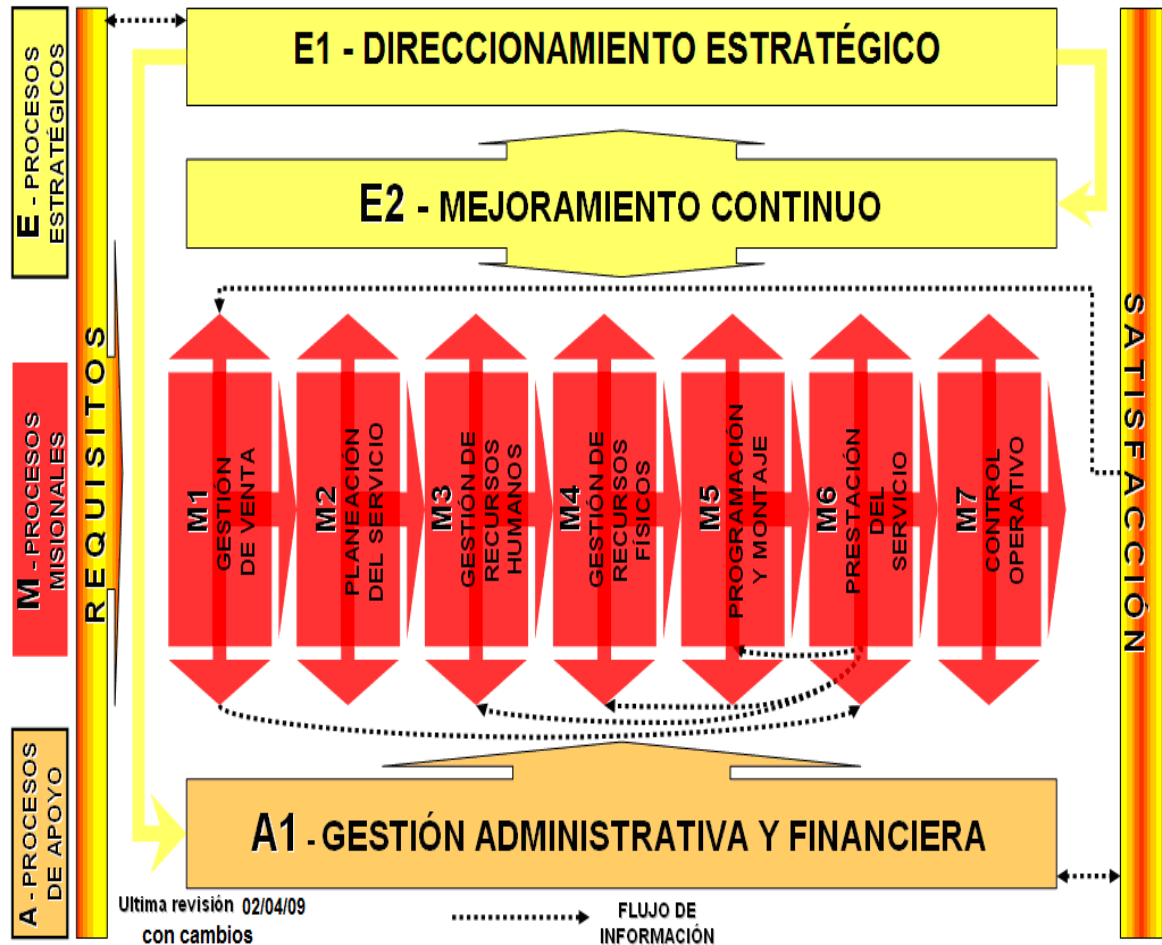 E - PROCESOS
ESTRATÉGICOS
M - PROCESOS
MISIONALES
A - PROCESOS
DE APOYO
REQUISITOS
E1 - DIRECCIONAMIENTO ESTRATÉGICO
E2 - MEJORAMIENTO CONTINUO
M1
GESTIÓN
DE VENTA
M2
PLANEACIÓN
DEL SERVICIO
M3
GESTIÓN DE
RECURSOS
HUMANOS
M4
GESTIÓN DE
RECURSOS
FÍSICOS
M5
PROGRAMACIÓN
Y MONTAJE
M6
PRESTACIÓN
DEL
SERVICIO
M7
CONTROL
OPERATIVO
SATISFACCIÓN
A1 - GESTIÓN ADMINISTRATIVA Y FINANCIERA
Ultima revisión 02/04/09
con cambios
FLUJO DE
INFORMACIÓN